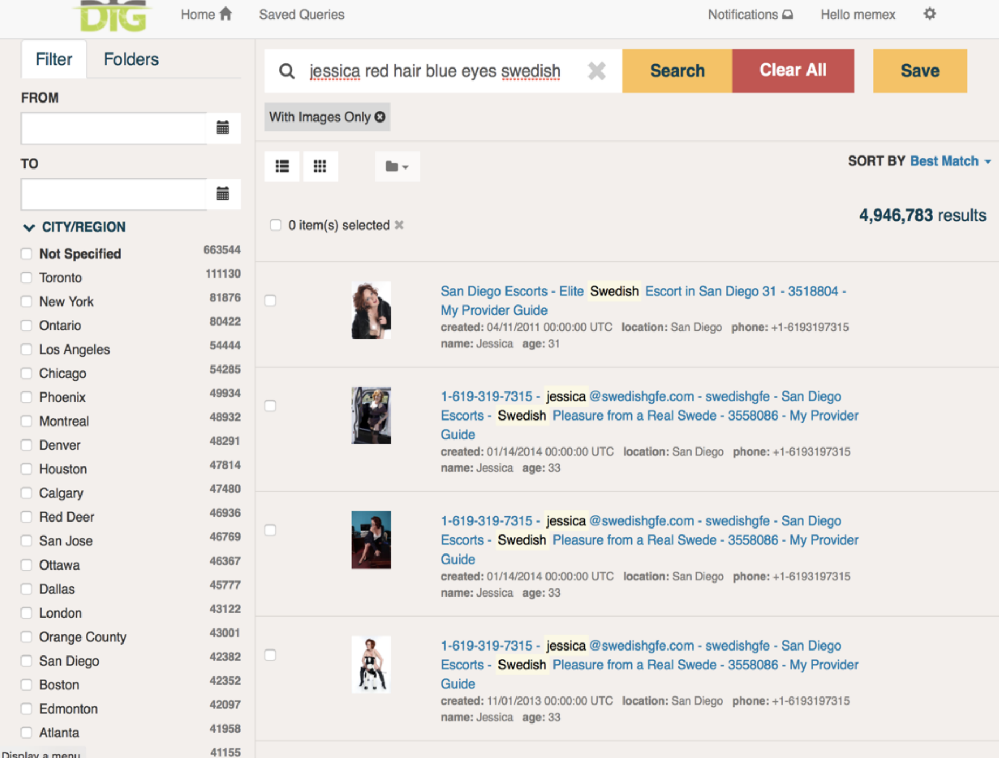 DIG
Home
Saved Queries
Notifications
Hello memex
Filter
Folders
FROM
TO
CITY/REGION
Not Specified 663544
Toronto 111130
New York 81876
Ontario 80422
Los Angeles 54444
Chicago 54285
Phoenix 49934
Montreal 48932
Denver 48291
Houston 47814
Calgary 47480
Red Deer 46936
San Jose 46769
Ottawa 46367
Dallas 45777
London 43122
Orange County 43001
San Diego 42382
Boston 42352
Edmonton 42097
Atlanta 41958
41155
Display a menu
jessica red hair blue eyes swedish
Search
Clear All
Save
With Images Only
SORT BY Best Match
4,946,783 results
0 item(s) selected
San Diego Escorts - Elite Swedish Escort in San Diego 31 - 3518804 -
My Provider Guide
created: 04/11/2011 00:00:00 UTC location: San Diego phone: +1-6193197315
name: Jessica age: 31
1-619-319-7315 - jessica @swedishgfe.com - swedishgfe - San Diego
Escorts - Swedish Pleasure from a Real Swede - 3558086 - My Provider
Guide
created: 01/14/2014 00:00:00 UTC location: San Diego phone: +1-6193197315
name: Jessica age: 33
1-619-319-7315 - jessica @swedishgfe.com - swedishgfe - San Diego
Escorts - Swedish Pleasure from a Real Swede - 3558086 - My Provider
Guide
created: 01/14/2014 00:00:00 UTC location: San Diego phone: +1-6193197315
name: Jessica age: 33
1-619-319-7315 - jessica @swedishgfe.com - swedishgfe - San Diego
Escorts - Swedish Pleasure from a Real Swede - 3558086 - My Provider
Guide
created: 11/01/2013 00:00:00 UTC location: San Diego phone: +1-6193197315
name: Jessica age: 33